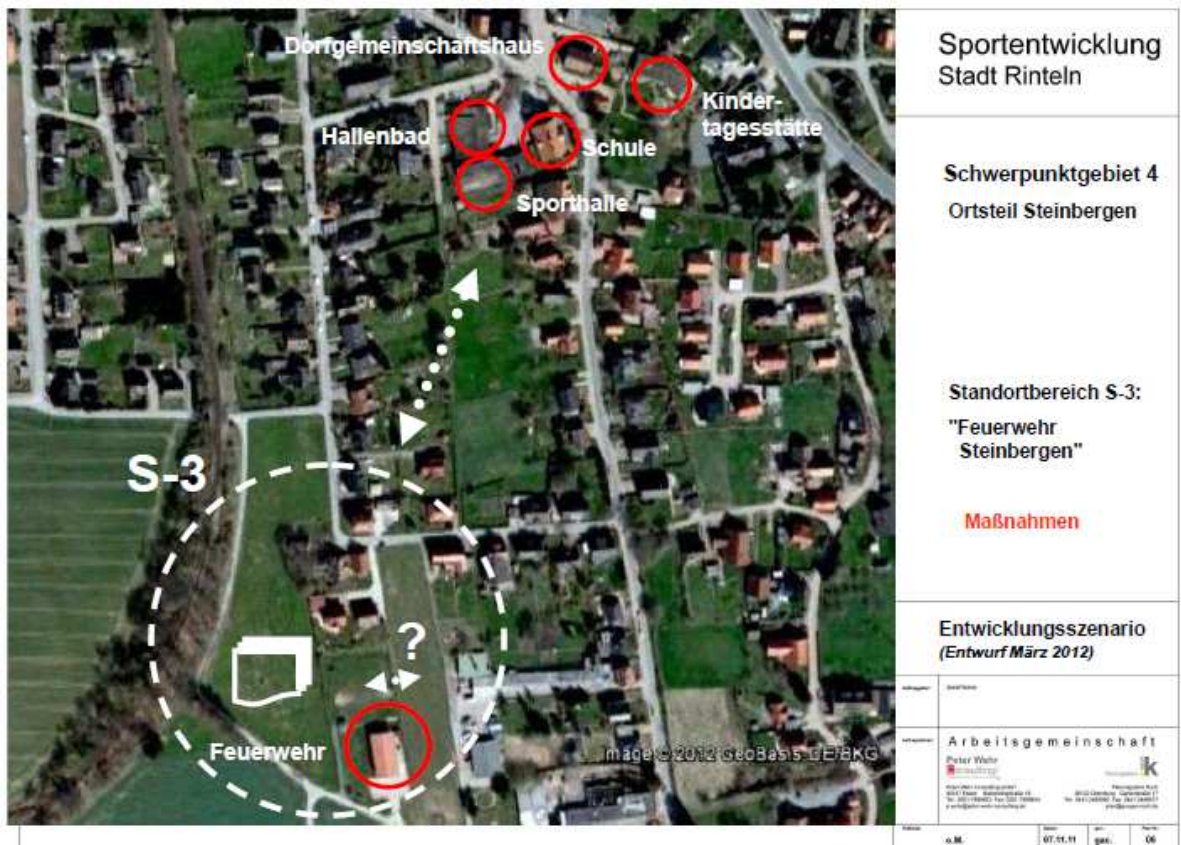 Dorfgemeinschaftshaus
Kinder-
tagesstätte
Hallenbad
Schule
Sporthalle
S-3
?
Feuerwehr
Image © 2012 GeoBasis-DE/BKG
Sportentwicklung
Stadt Rinteln
Schwerpunktgebiet 4
Ortsteil Steinbergen
Standortbereich S-3:
"Feuerwehr
Steinbergen"
Maßnahmen
Entwicklungsszenario
(Entwurf März 2012)
Arbeitsgemeinschaft
Peter Wehr
k
o.M.
07.11.11
gac.
06